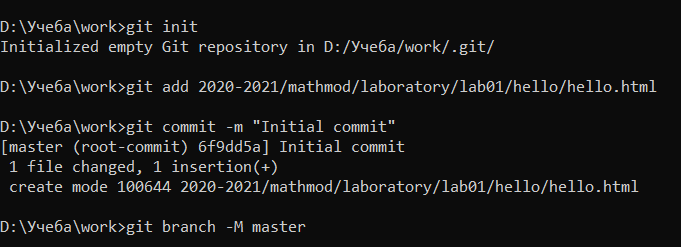 D:\Учеба\work>git init
Initialized empty Git repository in D:/Учеба/work/.git/
D:\Учеба\work>git add 2020-2021/mathmod/laboratory/lab01/hello/hello.html
D:\Учеба\work>git commit -m "Initial commit"
[master (root-commit) 6f9dd5a] Initial commit
 1 file changed, 1 insertion(+)
 create mode 100644 2020-2021/mathmod/laboratory/lab01/hello/hello.html
D:\Учеба\work>git branch -M master